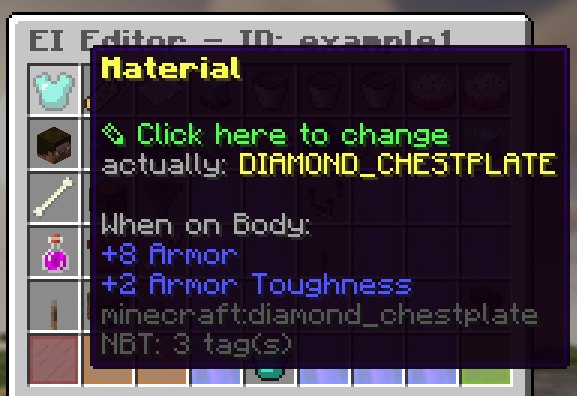 EI Editor – ID: example1
Material
✎ Click here to change
actually: DIAMOND_CHESTPLATE
When on Body:
+8 Armor
+2 Armor Toughness
minecraft:diamond_chestplate
NBT: 3 tag(s)